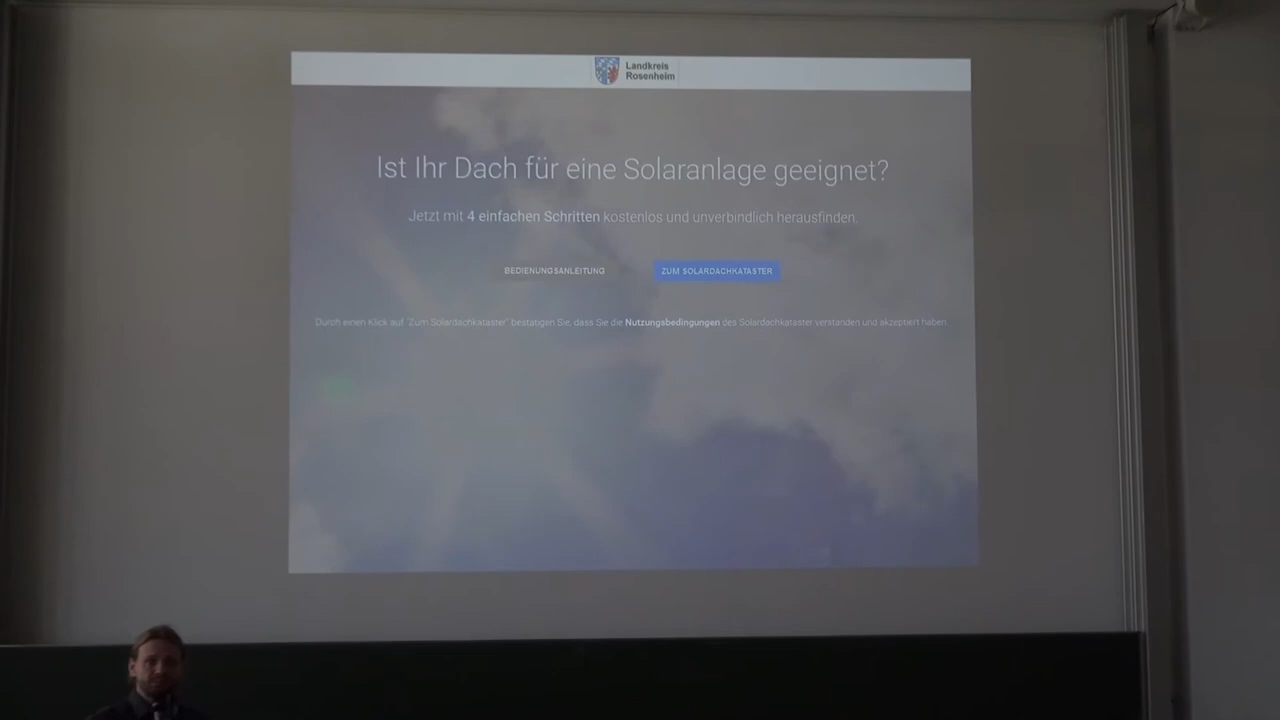 Landkreis
Rosenheim
Ist Ihr Dach für eine Solaranlage geeignet?
Jetzt mit 4 einfachen Schritten kostenlos und unverbindlich herausfinden.
BEDIENUNGSANLEITUNG
ZUM SOLARDACHKATASTER
Durch einen Klick auf "Zum Solardachkataster" bestätigen Sie, dass Sie die Nutzungsbedingungen des Solardachkataster verstanden und akzeptiert haben.